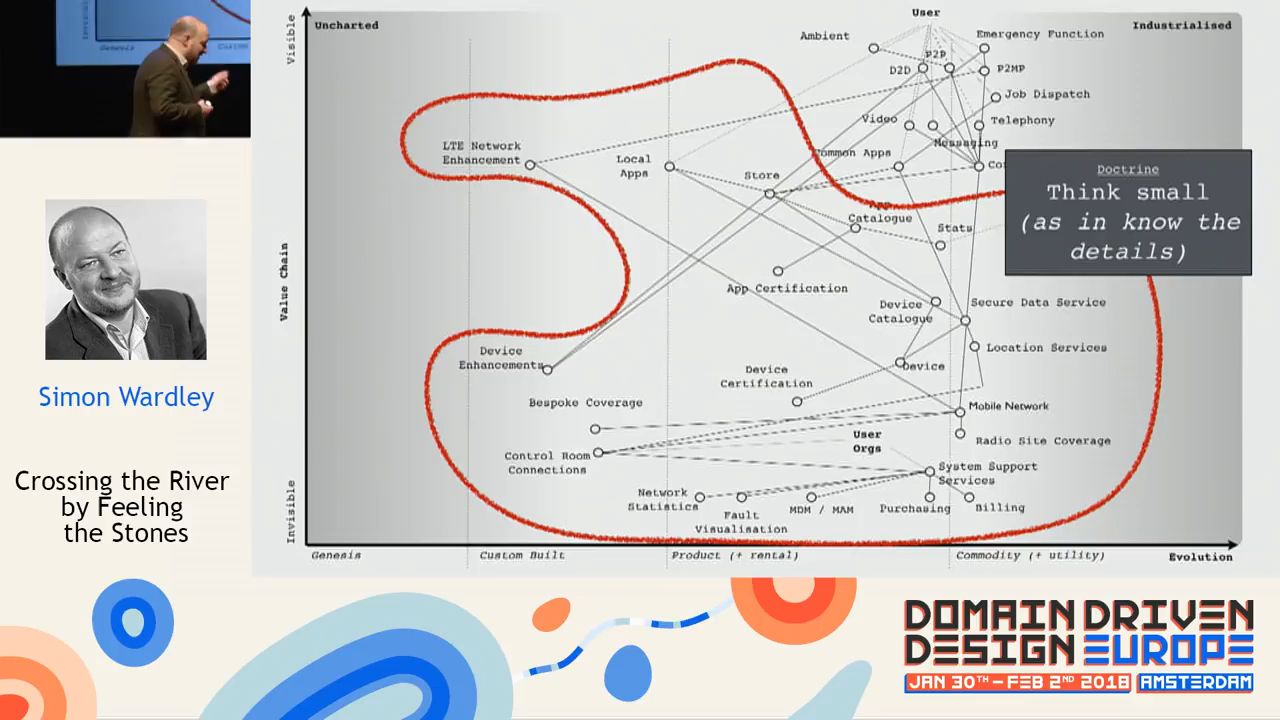 Simon Wardley
Crossing the River
by Feeling
the Stones
Visible
Value Chain
Invisible
Uncharted
Industrialised
User
Ambient
Emergency Function
P2P
D2D
P2MP
Job Dispatch
Video
Telephony
Messaging
Common Apps
LTE Network
Enhancement
Local
Apps
Store
App
Catalogue
Stats
Doctrine
Think small
(as in know the
details)
App Certification
Device
Catalogue
Secure Data Service
Location Services
Device
Enhancements
Device
Device
Certification
Bespoke Coverage
Mobile Network
Radio Site Coverage
User
Orgs
Control Room
Connections
System Support
Services
Network
Statistics
Fault
Visualisation
MDM / MAM
Purchasing
Billing
Genesis
Custom Built
Product (+ rental)
Commodity (+ utility)
Evolution
DOMAIN DRIVEN
DESIGN EUROPE
JAN 30TH - FEB 2ND 2018 AMSTERDAM